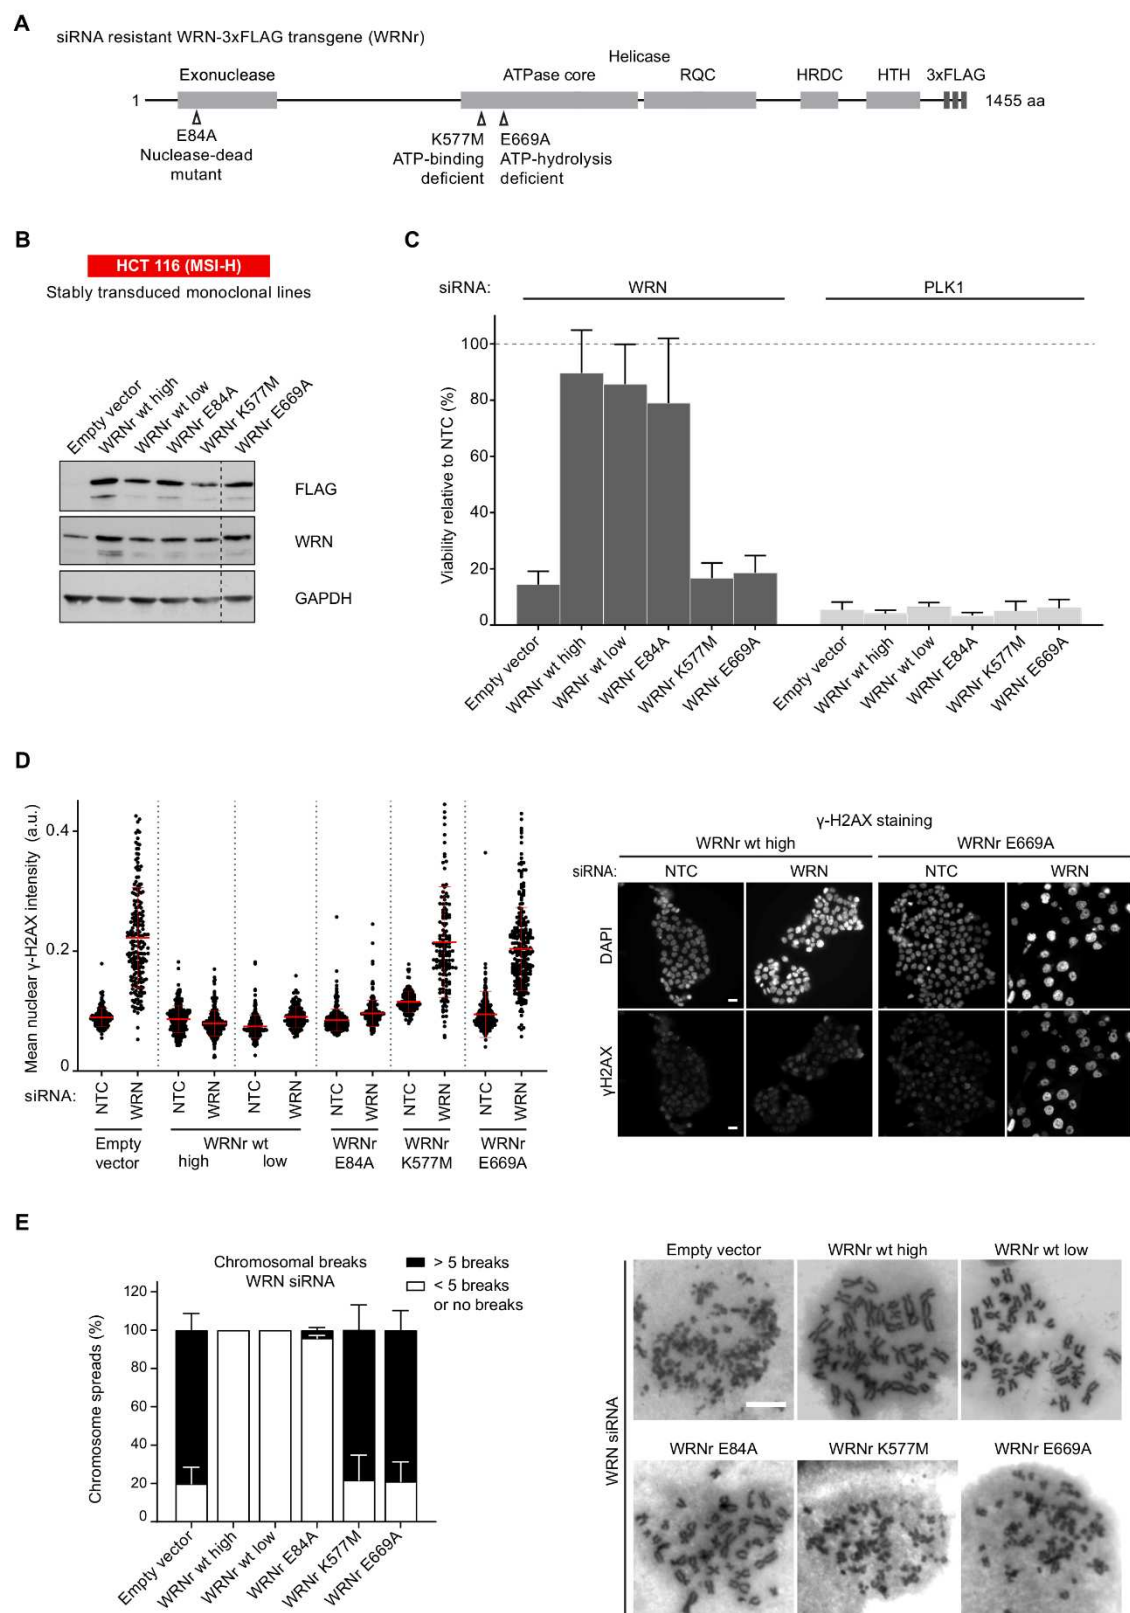 A
siRNA resistant WRN-3xFLAG transgene (WRNr)
Helicase
Exonuclease ATPase core RQC HRDC HTH 3xFLAG
1 1455 aa
E84A K577M E669A
Nuclease-dead ATP-binding ATP-hydrolysis
mutant deficient deficient
B
HCT 116 (MSI-H)
Stably transduced monoclonal lines
Empty vector
WRNr wt high
WRNr wt low
WRNr E84A
WRNr K577M
WRNr E669A
FLAG
WRN
GAPDH
C
siRNA: WRN PLK1
Viability relative to NTC (%)
100
80
60
40
20
0
Empty vector
WRNr wt high
WRNr wt low
WRNr E84A
WRNr K577M
WRNr E669A
Empty vector
WRNr wt high
WRNr wt low
WRNr E84A
WRNr K577M
WRNr E669A
D
Mean nuclear γ-H2AX intensity (a.u.)
0.4
0.2
0
siRNA: NTC WRN NTC WRN NTC WRN NTC WRN NTC WRN NTC WRN
Empty WRNr wt WRNr WRNr WRNr
vector high low E84A K577M E669A
γ-H2AX staining
WRNr wt high WRNr E669A
siRNA: NTC WRN NTC WRN
DAPI
γH2AX
E
Chromosomal breaks
WRN siRNA
> 5 breaks
< 5 breaks
or no breaks
Chromosome spreads (%)
120
100
80
60
40
20
0
Empty vector
WRNr wt high
WRNr wt low
WRNr E84A
WRNr K577M
WRNr E669A
WRN siRNA
Empty vector WRNr wt high WRNr wt low
WRNr E84A WRNr K577M WRNr E669A